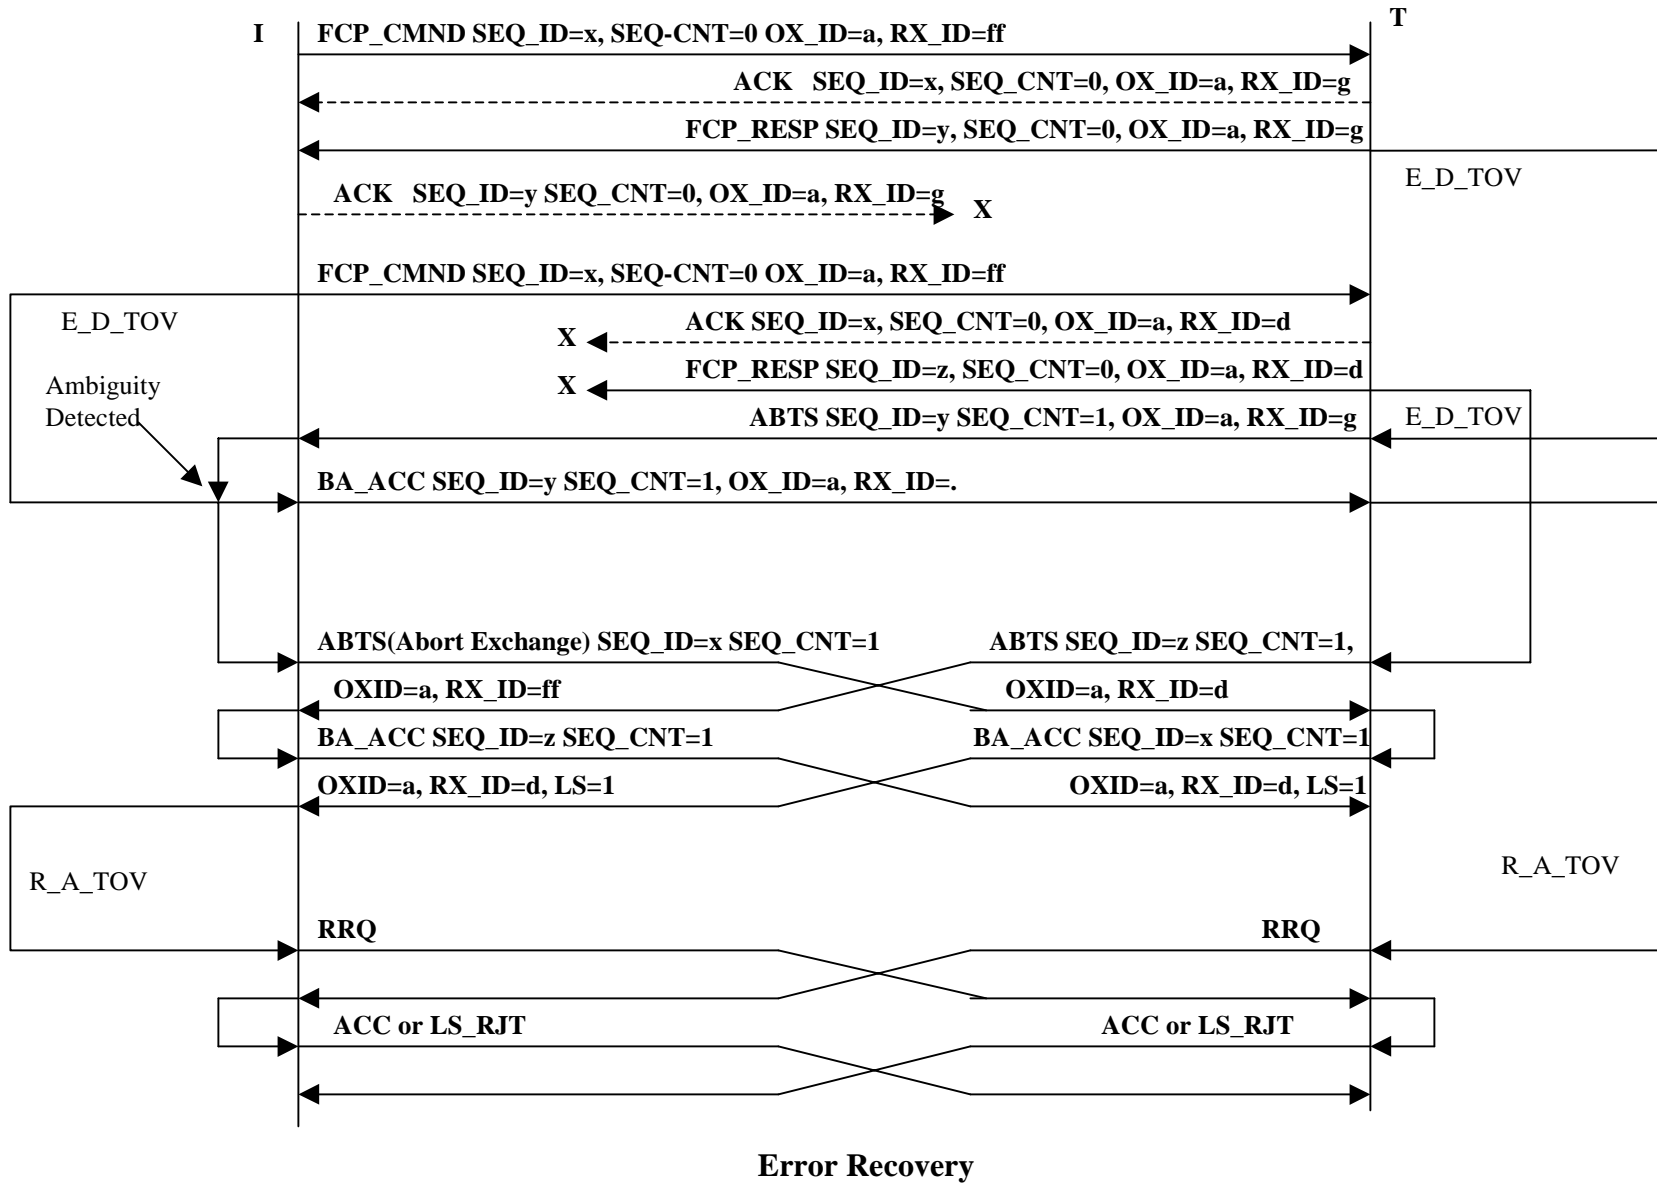 I
T
FCP_CMND SEQ_ID=x, SEQ-CNT=0 OX_ID=a, RX_ID=ff
ACK SEQ_ID=x, SEQ_CNT=0, OX_ID=a, RX_ID=g
FCP_RESP SEQ_ID=y, SEQ_CNT=0, OX_ID=a, RX_ID=g
E_D_TOV
ACK SEQ_ID=y SEQ_CNT=0, OX_ID=a, RX_ID=g
X
FCP_CMND SEQ_ID=x, SEQ-CNT=0 OX_ID=a, RX_ID=ff
E_D_TOV
ACK SEQ_ID=x, SEQ_CNT=0, OX_ID=a, RX_ID=d
X
FCP_RESP SEQ_ID=z, SEQ_CNT=0, OX_ID=a, RX_ID=d
X
Ambiguity
Detected
ABTS SEQ_ID=y SEQ_CNT=1, OX_ID=a, RX_ID=g
E_D_TOV
BA_ACC SEQ_ID=y SEQ_CNT=1, OX_ID=a, RX_ID=.
ABTS(Abort Exchange) SEQ_ID=x SEQ_CNT=1
ABTS SEQ_ID=z SEQ_CNT=1,
OXID=a, RX_ID=ff
OXID=a, RX_ID=d
BA_ACC SEQ_ID=z SEQ_CNT=1
BA_ACC SEQ_ID=x SEQ_CNT=1
OXID=a, RX_ID=d, LS=1
OXID=a, RX_ID=d, LS=1
R_A_TOV
R_A_TOV
RRQ
RRQ
ACC or LS_RJT
ACC or LS_RJT
Error Recovery